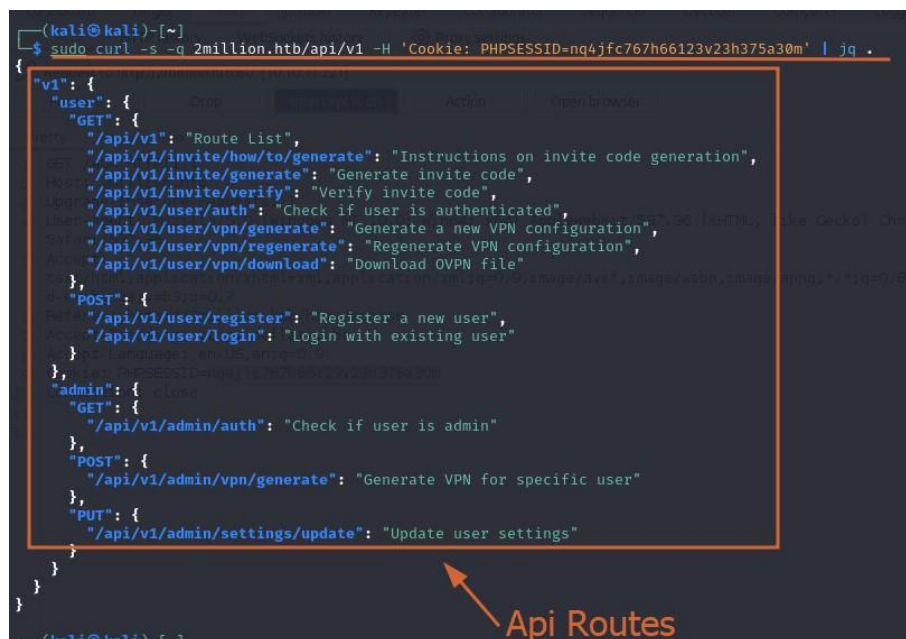 (kali㉿kali)-[~]
$ sudo curl -s -q 2million.htb/api/v1 -H 'Cookie: PHPSESSID=nq4jfc767h66123v23h375a30m' | jq .
{
"v1": {
"user": {
"GET": {
"/api/v1": "Route List",
"/api/v1/invite/how/to/generate": "Instructions on invite code generation",
"/api/v1/invite/generate": "Generate invite code",
"/api/v1/invite/verify": "Verify invite code",
"/api/v1/user/auth": "Check if user is authenticated",
"/api/v1/user/vpn/generate": "Generate a new VPN configuration",
"/api/v1/user/vpn/regenerate": "Regenerate VPN configuration",
"/api/v1/user/vpn/download": "Download OVPN file"
},
"POST": {
"/api/v1/user/register": "Register a new user",
"/api/v1/user/login": "Login with existing user"
}
},
"admin": {
"GET": {
"/api/v1/admin/auth": "Check if user is admin"
},
"POST": {
"/api/v1/admin/vpn/generate": "Generate VPN for specific user"
},
"PUT": {
"/api/v1/admin/settings/update": "Update user settings"
}
}
}
}
Api Routes
(kali㉿kali)-[~]